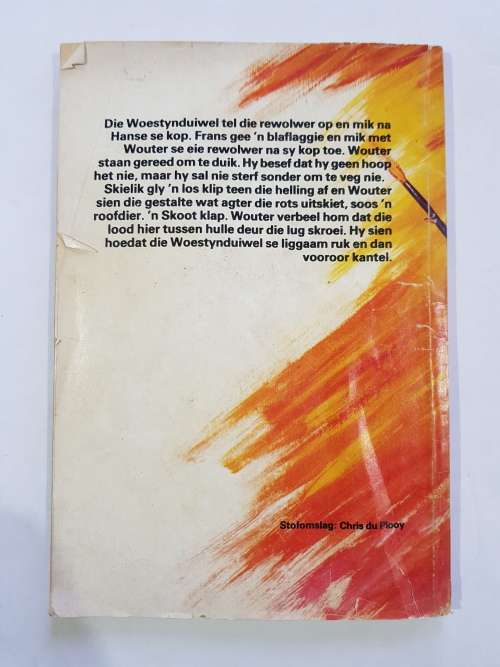 Die Woestynduiwel tel die rewolwer op en mik na
Hanse se kop. Frans gee 'n blaflaggie en mik met
Wouter se eie rewolwer na sy kop toe. Wouter
staan gereed om te duik. Hy besef dat hy geen hoop
het nie, maar hy sal nie sterf sonder om te veg nie.
Skielik gly 'n los klip teen die helling af en Wouter
sien die gestalte wat agter die rots uitskiet, soos 'n
roofdier. 'n Skoot klap. Wouter verbeel hom dat die
lood hier tussen hulle deur die lug skroei. Hy sien
hoedat die Woestynduiwel se liggaam ruk en dan
vooroor kantel.
Stofomslag: Chris du Plooy